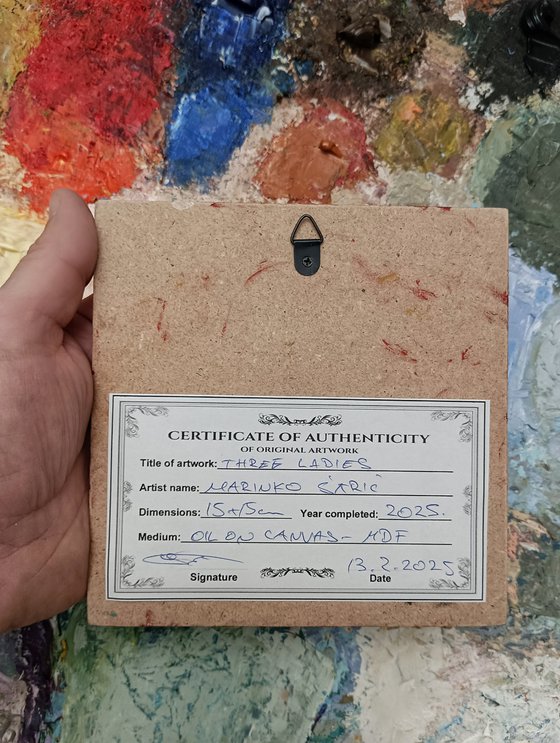 CERTIFICATE OF AUTHENTICITY
OF ORIGINAL ARTWORK
Title of artwork: THREE LADIES
Artist name: MARINKO ŠARIĆ
Dimensions: 15x15cm Year completed: 2025.
Medium: OIL ON CANVAS - MDF
13.2.2025
Signature Date